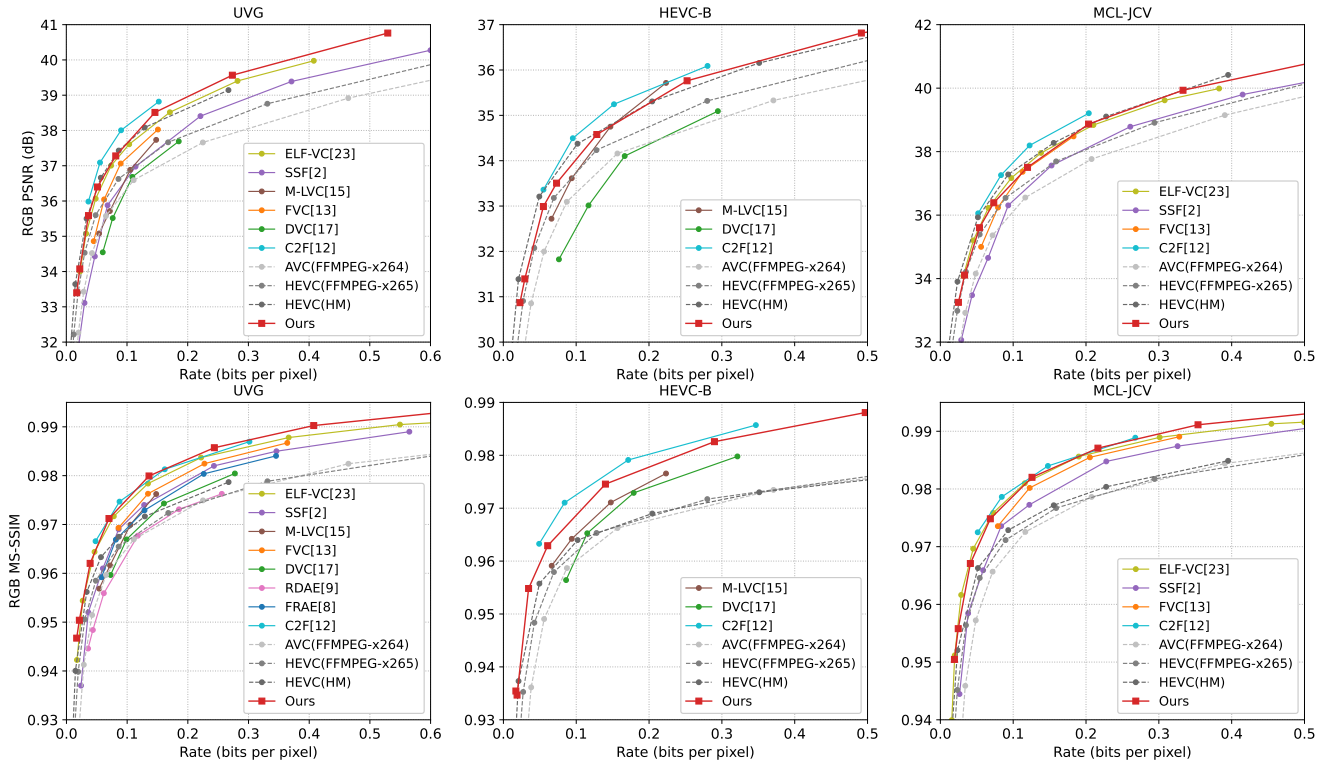 UVG
41
40
39
38
37
36
35
34
33
32
RGB PSNR (dB)
0.0 0.1 0.2 0.3 0.4 0.5 0.6
Rate (bits per pixel)
ELF-VC[23]
SSF[2]
M-LVC[15]
FVC[13]
DVC[17]
C2F[12]
AVC(FFMPEG-x264)
HEVC(FFMPEG-x265)
HEVC(HM)
Ours
HEVC-B
37
36
35
34
33
32
31
30
0.0 0.1 0.2 0.3 0.4 0.5
Rate (bits per pixel)
M-LVC[15]
DVC[17]
C2F[12]
AVC(FFMPEG-x264)
HEVC(FFMPEG-x265)
HEVC(HM)
Ours
MCL-JCV
42
40
38
36
34
32
0.0 0.1 0.2 0.3 0.4 0.5
Rate (bits per pixel)
ELF-VC[23]
SSF[2]
FVC[13]
C2F[12]
AVC(FFMPEG-x264)
HEVC(FFMPEG-x265)
HEVC(HM)
Ours
UVG
0.99
0.98
0.97
0.96
0.95
0.94
0.93
RGB MS-SSIM
0.0 0.1 0.2 0.3 0.4 0.5 0.6
Rate (bits per pixel)
ELF-VC[23]
SSF[2]
M-LVC[15]
FVC[13]
DVC[17]
RDAE[9]
FRAE[8]
C2F[12]
AVC(FFMPEG-x264)
HEVC(FFMPEG-x265)
HEVC(HM)
Ours
HEVC-B
0.99
0.98
0.97
0.96
0.95
0.94
0.93
0.0 0.1 0.2 0.3 0.4 0.5
Rate (bits per pixel)
M-LVC[15]
DVC[17]
C2F[12]
AVC(FFMPEG-x264)
HEVC(FFMPEG-x265)
HEVC(HM)
Ours
MCL-JCV
0.99
0.98
0.97
0.96
0.95
0.94
0.0 0.1 0.2 0.3 0.4 0.5
Rate (bits per pixel)
ELF-VC[23]
SSF[2]
FVC[13]
C2F[12]
AVC(FFMPEG-x264)
HEVC(FFMPEG-x265)
HEVC(HM)
Ours